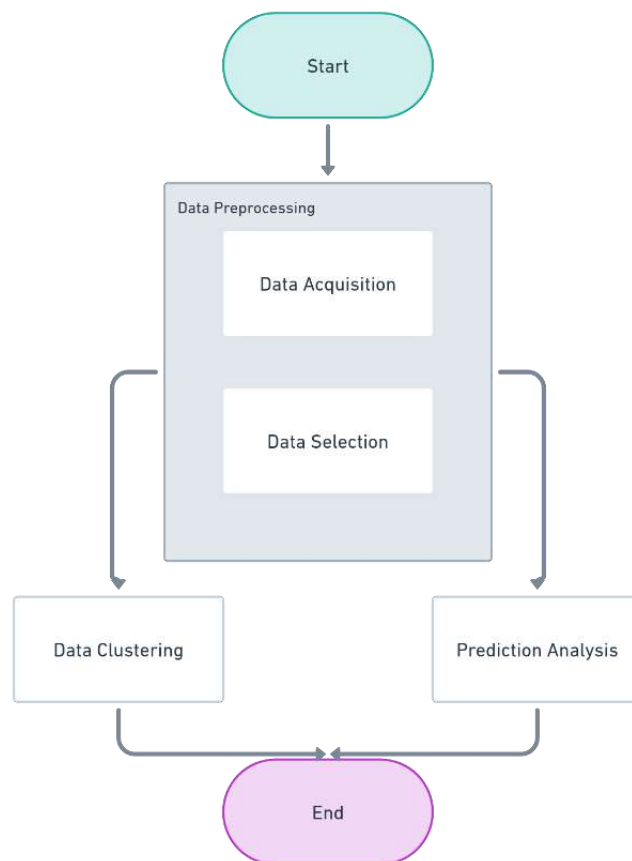 Start
Data Preprocessing
Data Acquisition
Data Selection
Data Clustering
Prediction Analysis
End